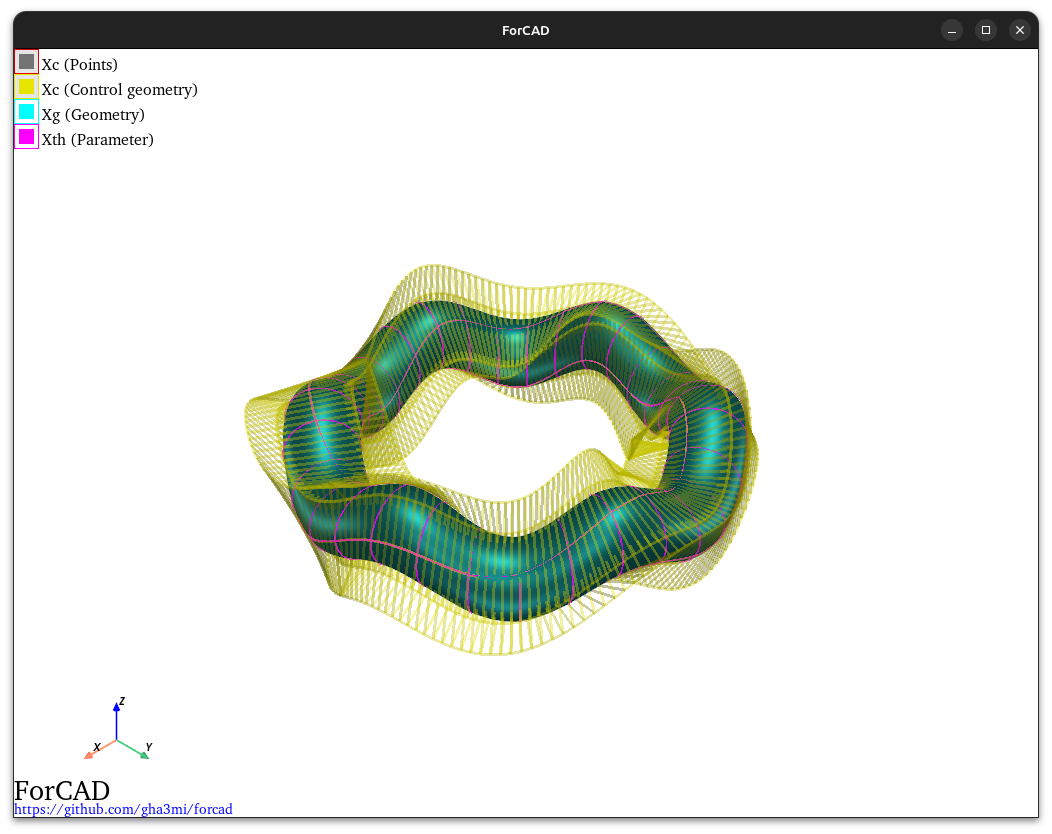 ForCAD
Xc (Points)
Xc (Control geometry)
Xg (Geometry)
Xth (Parameter)
Z
X
Y
ForCAD
https://github.com/gha3mi/forcad